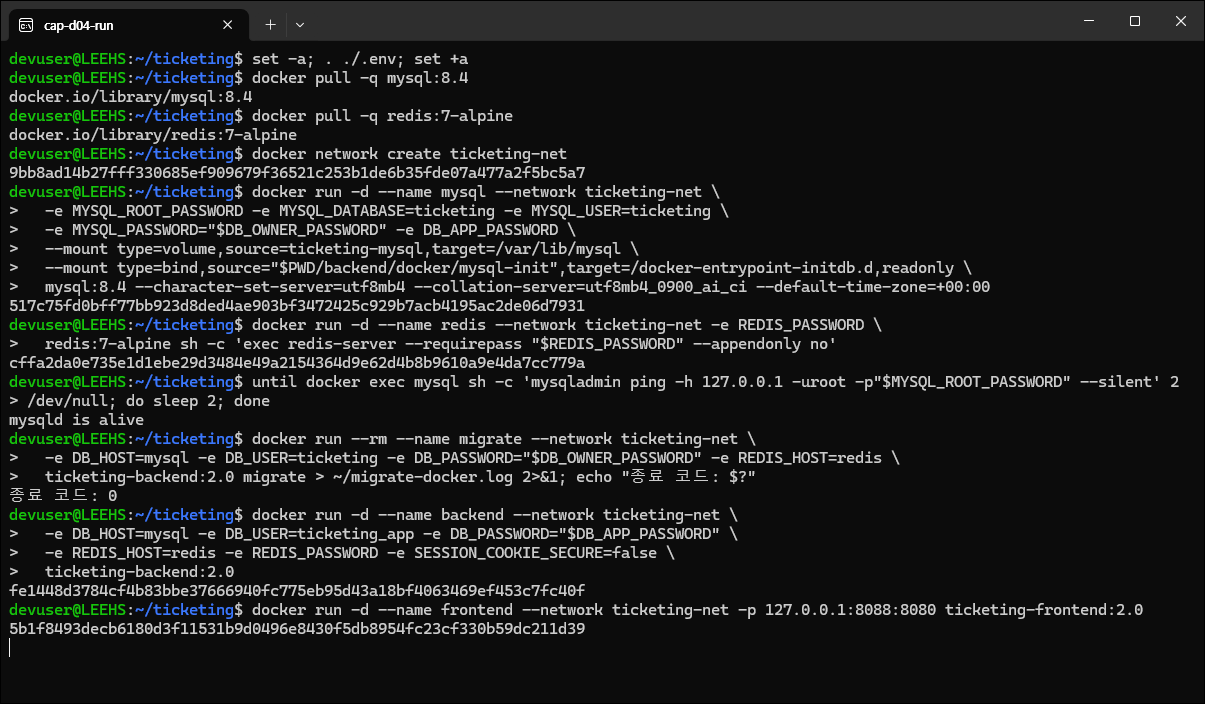 cap-d04-run
devuser@LEEHS:~/ticketing$ set -a; . ./.env; set +a
devuser@LEEHS:~/ticketing$ docker pull -q mysql:8.4
docker.io/library/mysql:8.4
devuser@LEEHS:~/ticketing$ docker pull -q redis:7-alpine
docker.io/library/redis:7-alpine
devuser@LEEHS:~/ticketing$ docker network create ticketing-net
9bb8ad14b27fff330685ef909679f36521c253b1de6b35fde07a477a2f5bc5a7
devuser@LEEHS:~/ticketing$ docker run -d --name mysql --network ticketing-net \
>   -e MYSQL_ROOT_PASSWORD -e MYSQL_DATABASE=ticketing -e MYSQL_USER=ticketing \
>   -e MYSQL_PASSWORD="$DB_OWNER_PASSWORD" -e DB_APP_PASSWORD \
>   --mount type=volume,source=ticketing-mysql,target=/var/lib/mysql \
>   --mount type=bind,source="$PWD/backend/docker/mysql-init",target=/docker-entrypoint-initdb.d,readonly \
>   mysql:8.4 --character-set-server=utf8mb4 --collation-server=utf8mb4_0900_ai_ci --default-time-zone=+00:00
517c75fd0bff77bb923d8ded4ae903bf3472425c929b7acb4195ac2de06d7931
devuser@LEEHS:~/ticketing$ docker run -d --name redis --network ticketing-net -e REDIS_PASSWORD \
>   redis:7-alpine sh -c 'exec redis-server --requirepass "$REDIS_PASSWORD" --appendonly no'
cffa2da0e735e1d1ebe29d3484e49a2154364d9e62d4b8b9610a9e4da7cc779a
devuser@LEEHS:~/ticketing$ until docker exec mysql sh -c 'mysqladmin ping -h 127.0.0.1 -uroot -p"$MYSQL_ROOT_PASSWORD" --silent' 2
> /dev/null; do sleep 2; done
mysqld is alive
devuser@LEEHS:~/ticketing$ docker run --rm --name migrate --network ticketing-net \
>   -e DB_HOST=mysql -e DB_USER=ticketing -e DB_PASSWORD="$DB_OWNER_PASSWORD" -e REDIS_HOST=redis \
>   ticketing-backend:2.0 migrate > ~/migrate-docker.log 2>&1; echo "종료 코드: $?"
종료 코드: 0
devuser@LEEHS:~/ticketing$ docker run -d --name backend --network ticketing-net \
>   -e DB_HOST=mysql -e DB_USER=ticketing_app -e DB_PASSWORD="$DB_APP_PASSWORD" \
>   -e REDIS_HOST=redis -e REDIS_PASSWORD -e SESSION_COOKIE_SECURE=false \
>   ticketing-backend:2.0
fe1448d3784cf4b83bbe37666940fc775eb95d43a18bf4063469ef453c7fc40f
devuser@LEEHS:~/ticketing$ docker run -d --name frontend --network ticketing-net -p 127.0.0.1:8088:8080 ticketing-frontend:2.0
5b1f8493decb6180d3f11531b9d0496e8430f5db8954fc23cf330b59dc211d39